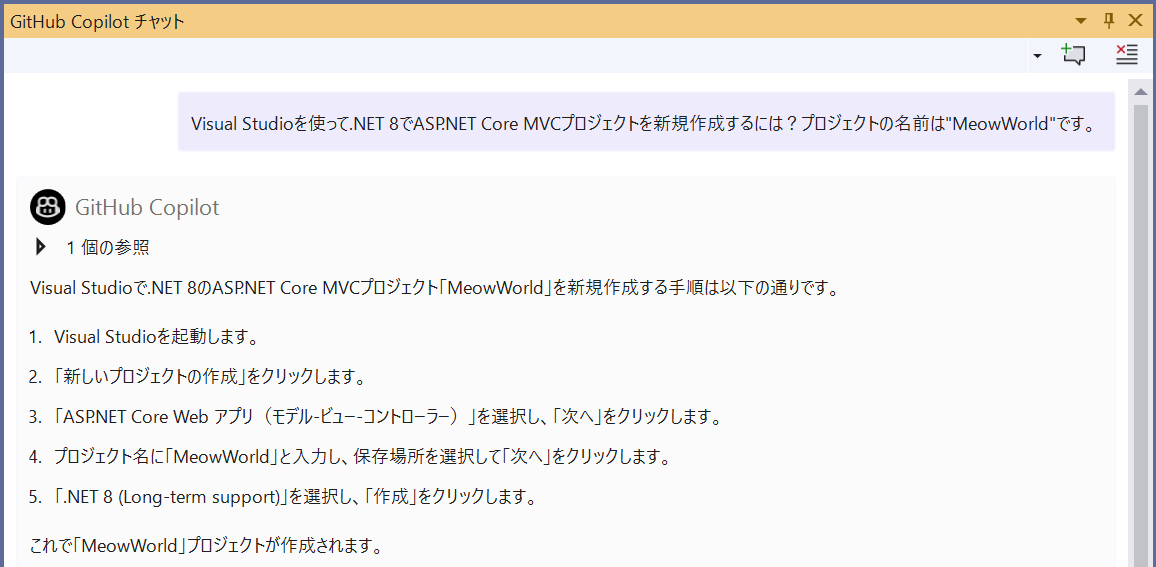 GitHub Copilot チャット
Visual Studioを使って.NET 8でASP.NET Core MVCプロジェクトを新規作成するには？プロジェクトの名前は"MeowWorld"です。
GitHub Copilot
1 個の参照
Visual Studioで.NET 8のASP.NET Core MVCプロジェクト「MeowWorld」を新規作成する手順は以下の通りです。
1. Visual Studioを起動します。
2. 「新しいプロジェクトの作成」をクリックします。
3. 「ASP.NET Core Web アプリ（モデル-ビュー-コントローラー）」を選択し、「次へ」をクリックします。
4. プロジェクト名に「MeowWorld」と入力し、保存場所を選択して「次へ」をクリックします。
5. 「.NET 8 (Long-term support)」を選択し、「作成」をクリックします。
これで「MeowWorld」プロジェクトが作成されます。